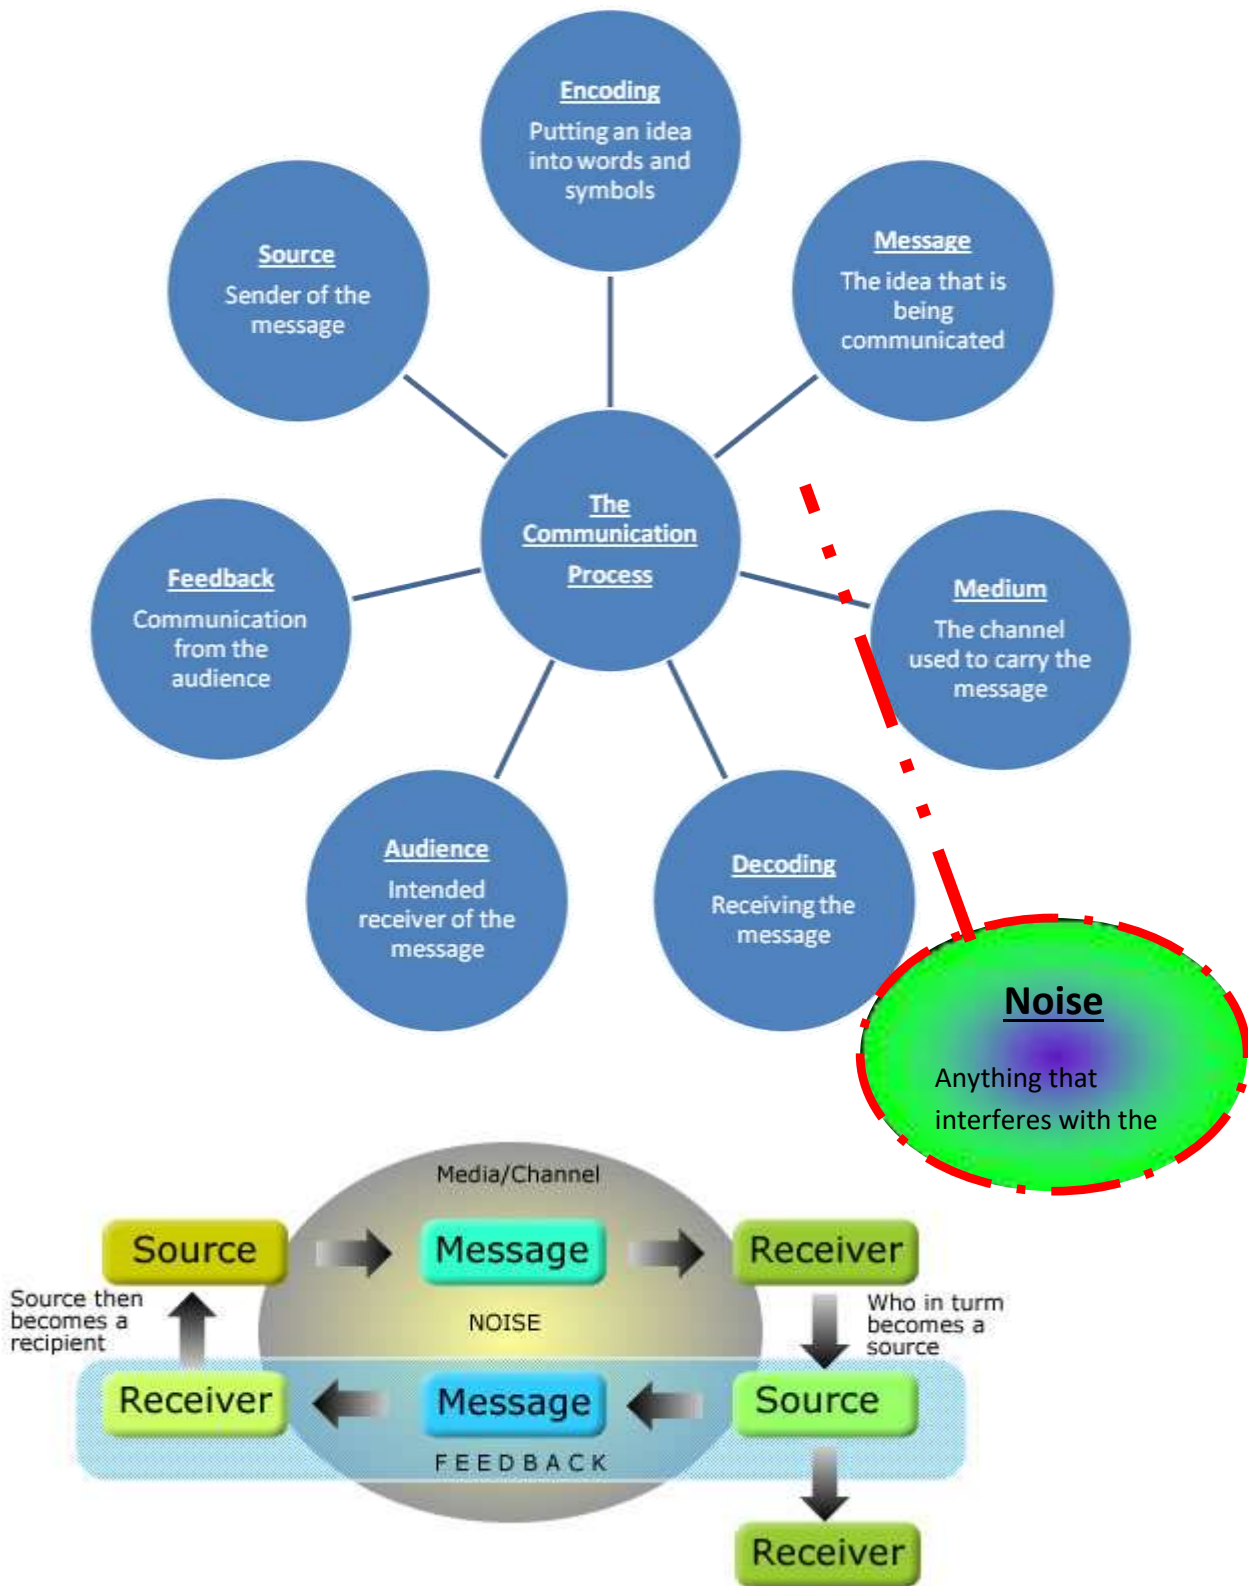 Encoding
Putting an idea
into words and
symbols
Source
Sender of the
message
Message
The idea that is
being
communicated
The
Communication
Process
Feedback
Communication
from the
audience
Medium
The channel
used to carry the
message
Audience
Intended
receiver of the
message
Decoding
Receiving the
message
Noise
Anything that
interferes with the
Media/Channel
Source
Message
Receiver
Source then
becomes a
recipient
NOISE
Who in turm
becomes a
source
Receiver
Message
Source
FEEDBACK
Receiver